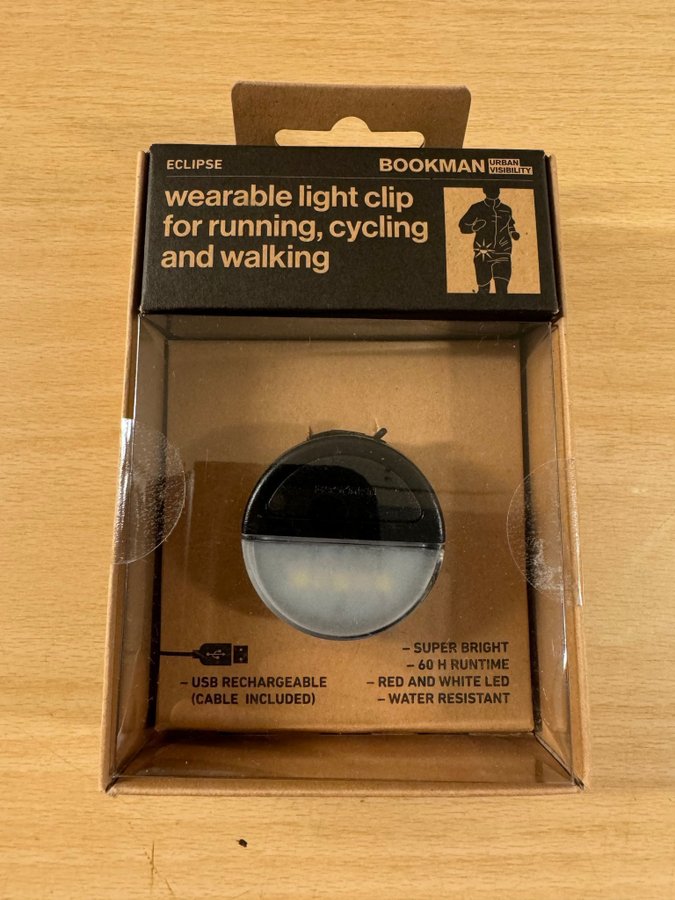 ECLIPSE
BOOKMAN URBAN VISIBILITY
wearable light clip
for running, cycling
and walking
BOOKMAN
– USB RECHARGEABLE
(CABLE INCLUDED)
– SUPER BRIGHT
– 60 H RUNTIME
– RED AND WHITE LED
– WATER RESISTANT